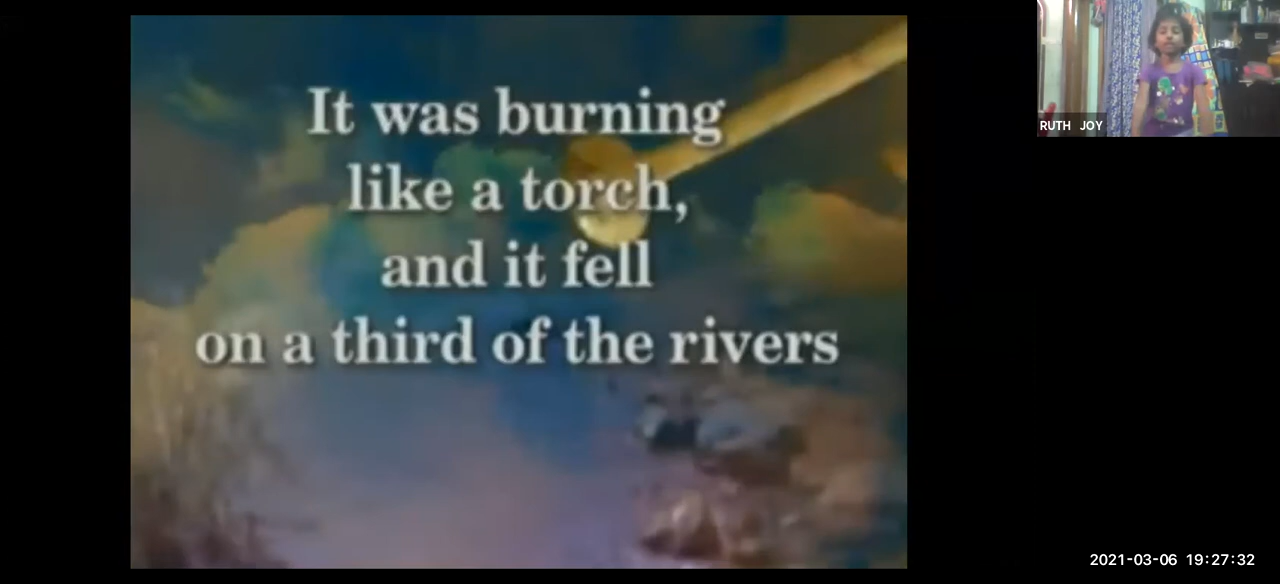 It was burning
like a torch,
and it fell
on a third of the rivers
RUTH JOY
2021-03-06 19:27:32